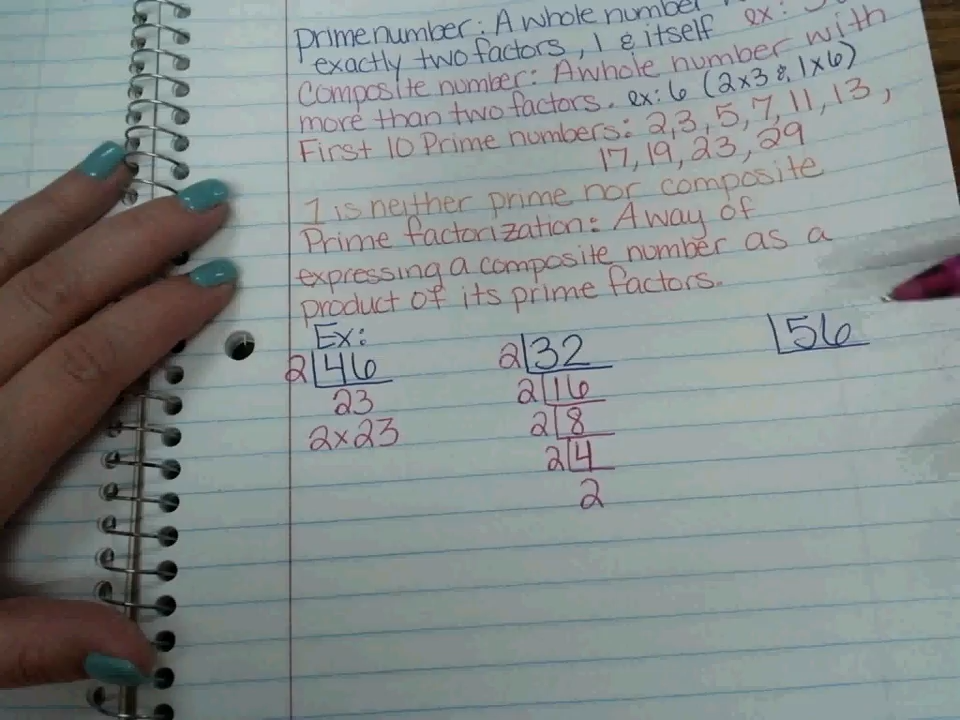 prime number: A whole number
exactly two factors, 1 & itself ex:
Composite number: A whole number with
more than two factors. ex: 6 (2x3 & 1x6)
First 10 Prime numbers: 2, 3, 5, 7, 11, 13,
17, 19, 23, 29
1 is neither prime nor composite
Prime factorization: A way of
expressing a composite number as a
product of its prime factors.
Ex:
2 46
23
2x23
2 32
2 16
2 8
2 4
2
56